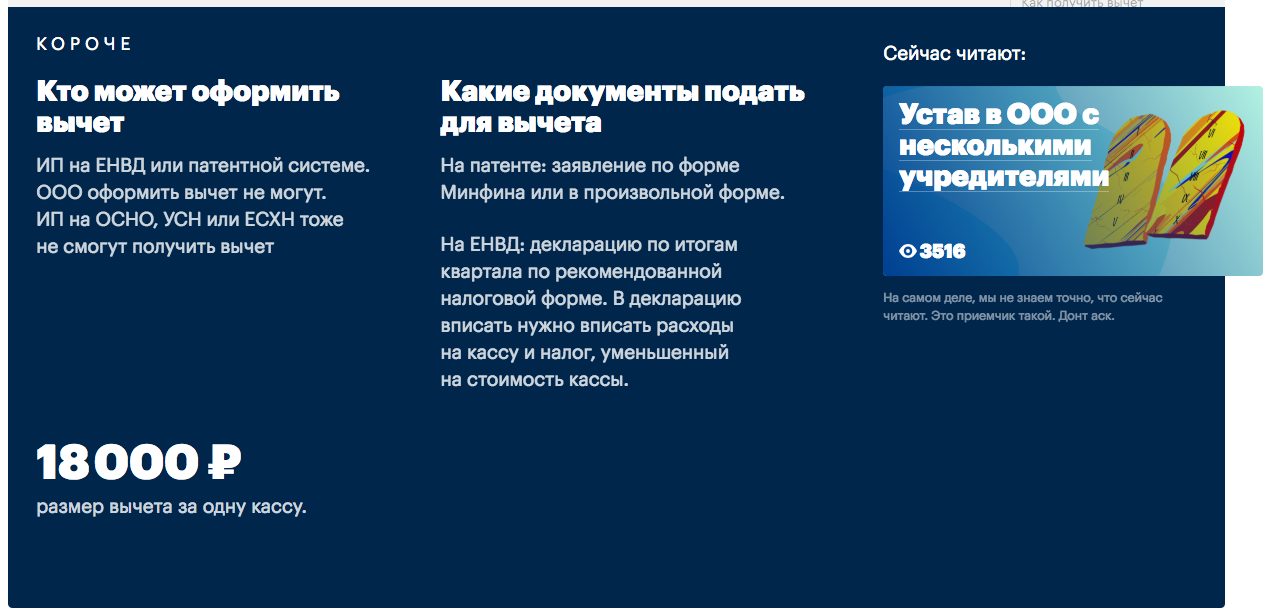 Как получить вычет
КОРОЧЕ
Кто может оформить
вычет
ИП на ЕНВД или патентной системе.
ООО оформить вычет не могут.
ИП на ОСНО, УСН или ЕСХН тоже
не смогут получить вычет
Какие документы подать
для вычета
На патенте: заявление по форме
Минфина или в произвольной форме.
На ЕНВД: декларацию по итогам
квартала по рекомендованной
налоговой форме. В декларацию
вписать нужно вписать расходы
на кассу и налог, уменьшенный
на стоимость кассы.
18 000 ₽
размер вычета за одну кассу.
Сейчас читают:
Устав в ООО с
несколькими
учредителями
3516
На самом деле, мы не знаем точно, что сейчас
читают. Это приемчик такой. Донт аск.